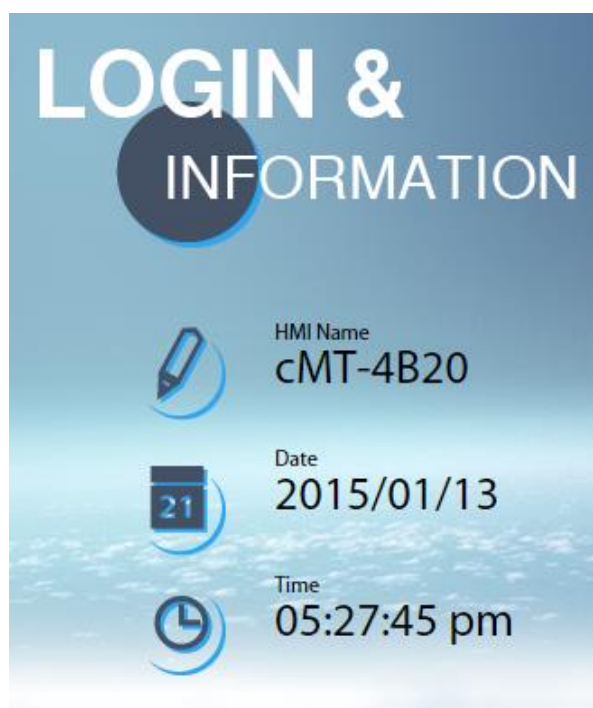 LOGIN &
INFORMATION
HMI Name
cMT-4B20
Date
21
2015/01/13
Time
05:27:45 pm